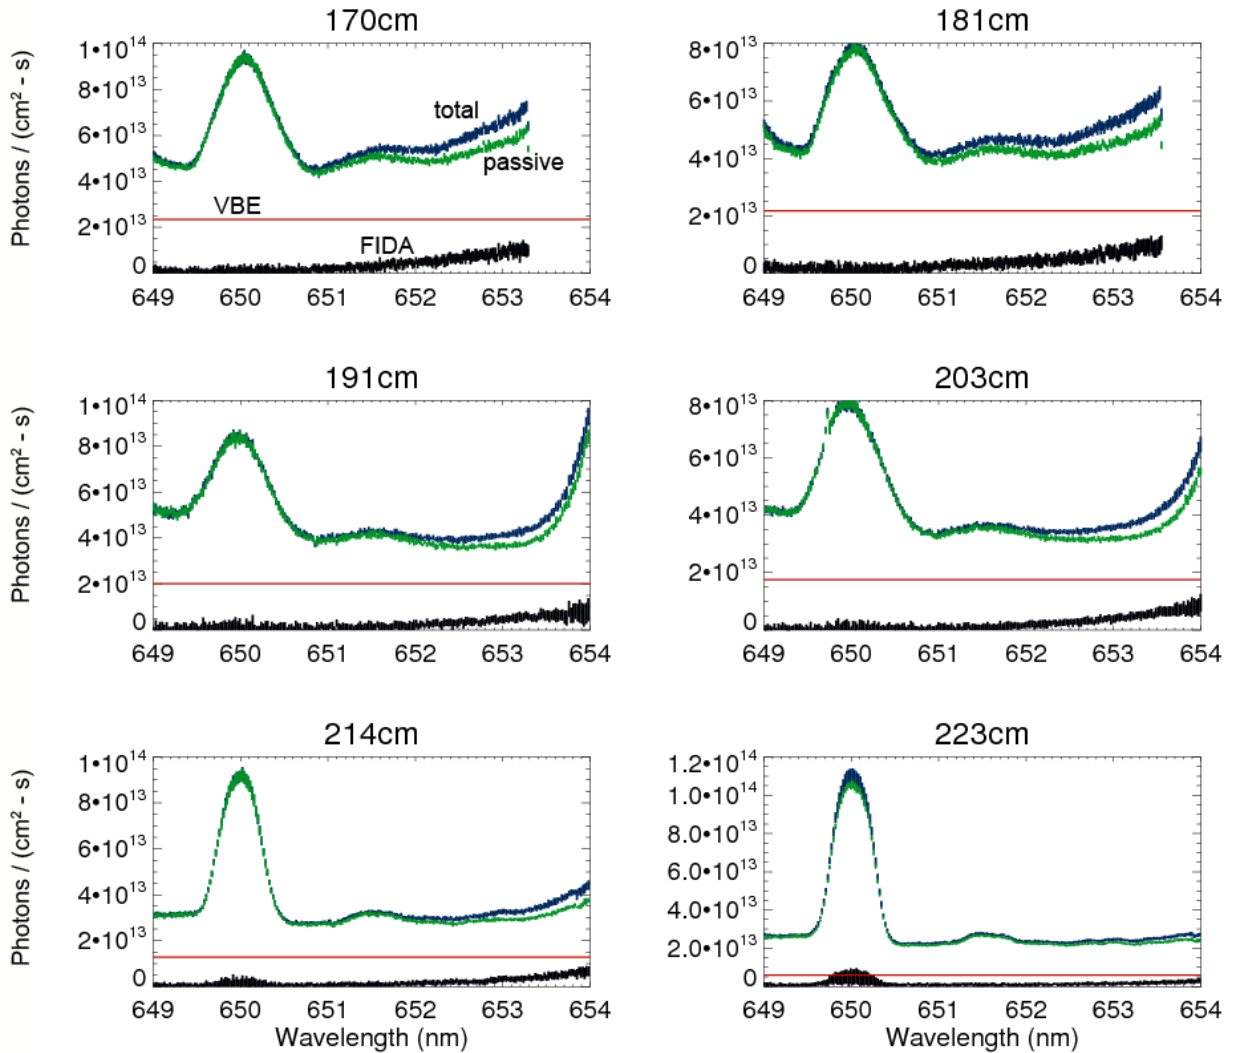 170cm
Photons / (cm² - s)
1•10¹⁴
8•10¹³
6•10¹³
4•10¹³
2•10¹³
0
total
passive
VBE
FIDA
649 650 651 652 653 654
181cm
8•10¹³
6•10¹³
4•10¹³
2•10¹³
0
649 650 651 652 653 654
191cm
Photons / (cm² - s)
1•10¹⁴
8•10¹³
6•10¹³
4•10¹³
2•10¹³
0
649 650 651 652 653 654
203cm
8•10¹³
6•10¹³
4•10¹³
2•10¹³
0
649 650 651 652 653 654
214cm
Photons / (cm² - s)
1•10¹⁴
8•10¹³
6•10¹³
4•10¹³
2•10¹³
0
649 650 651 652 653 654
Wavelength (nm)
223cm
1.2•10¹⁴
1.0•10¹⁴
8.0•10¹³
6.0•10¹³
4.0•10¹³
2.0•10¹³
0
649 650 651 652 653 654
Wavelength (nm)